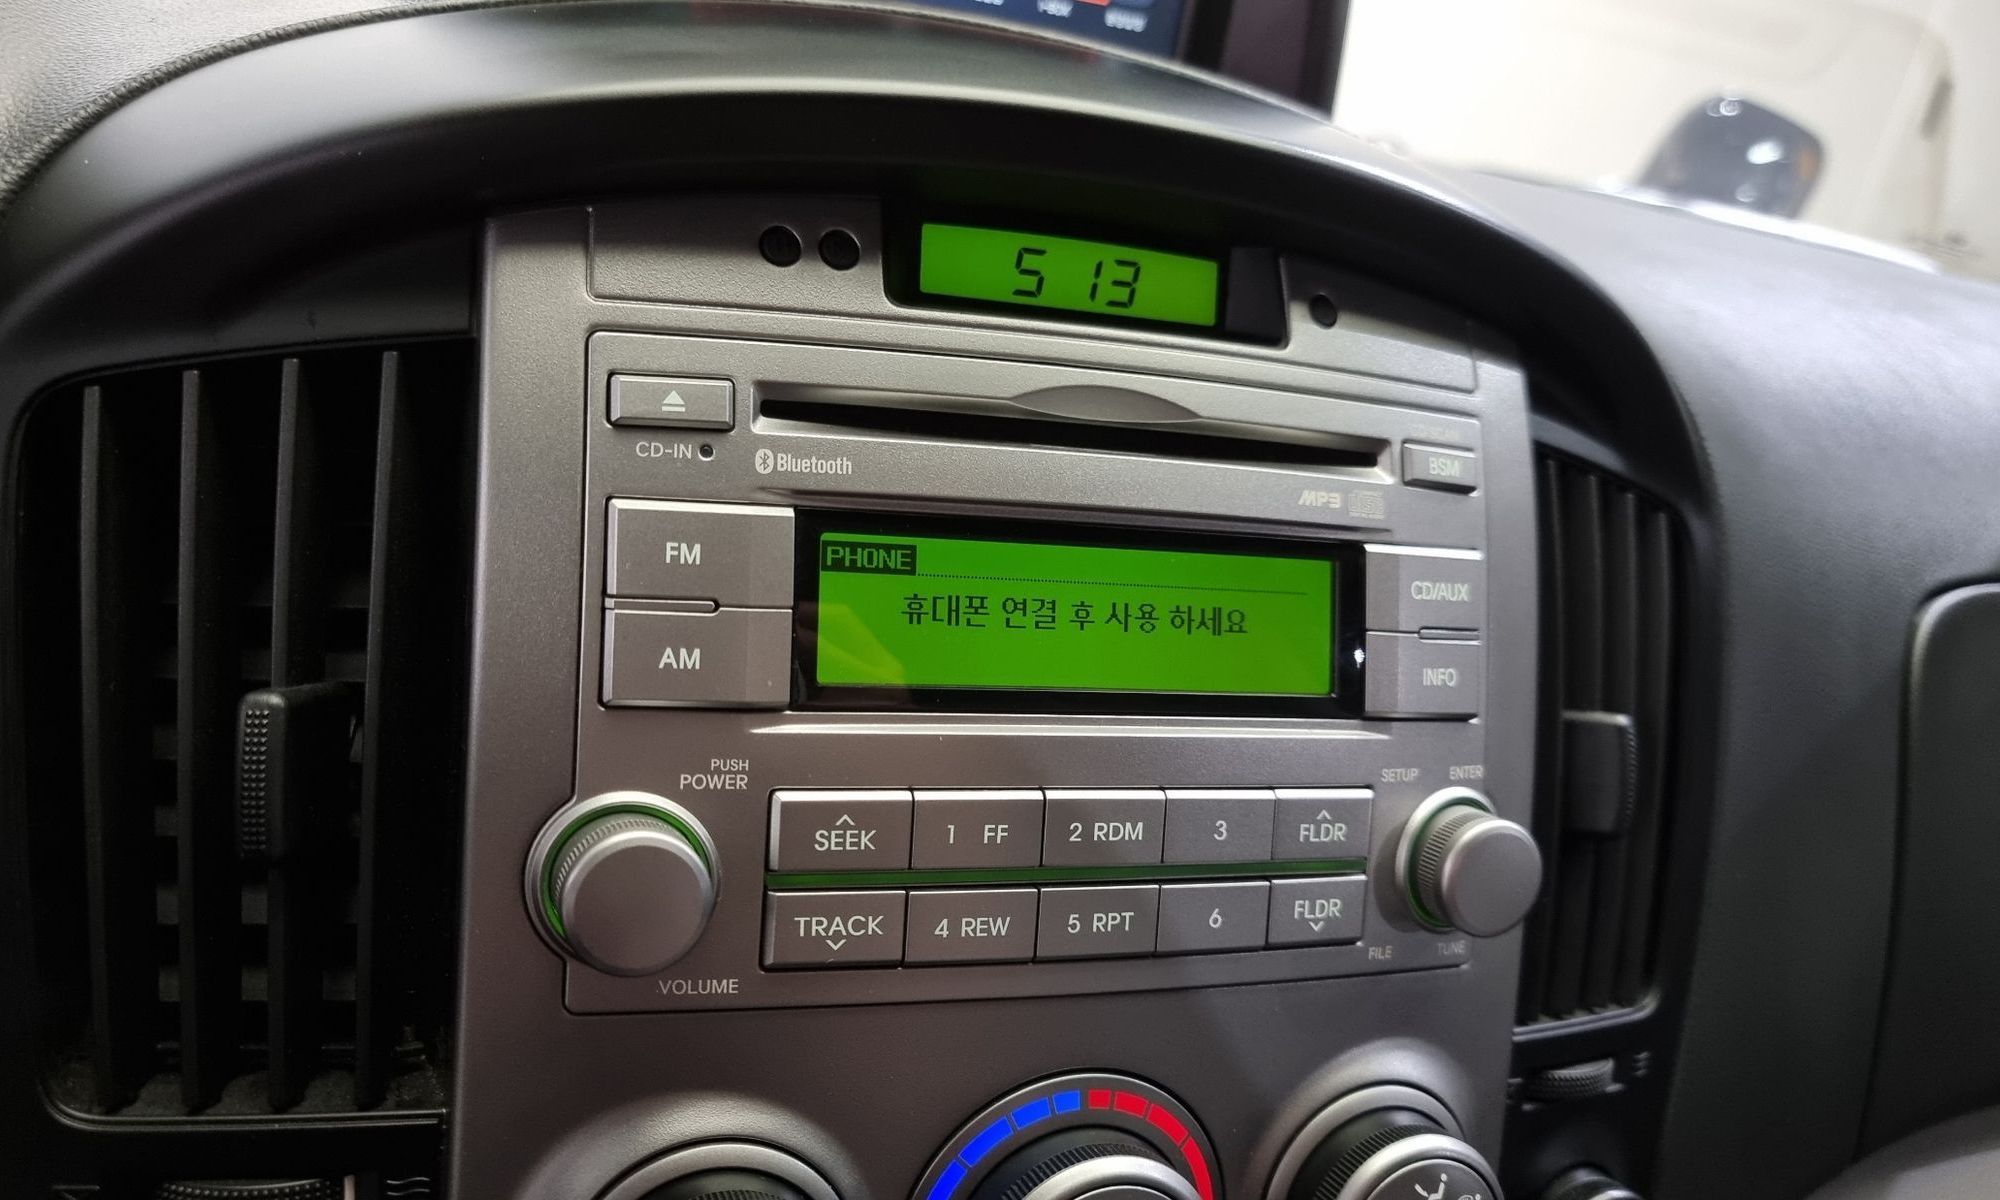 5 13
CD-IN
Bluetooth
BSM
MP3
FM
AM
PHONE
휴대폰 연결 후 사용 하세요
CD/AUX
INFO
PUSH
POWER
VOLUME
SEEK
1 FF
2 RDM
3
FLDR
TRACK
4 REW
5 RPT
6
FLDR
SETUP
ENTER
FILE
TUNE